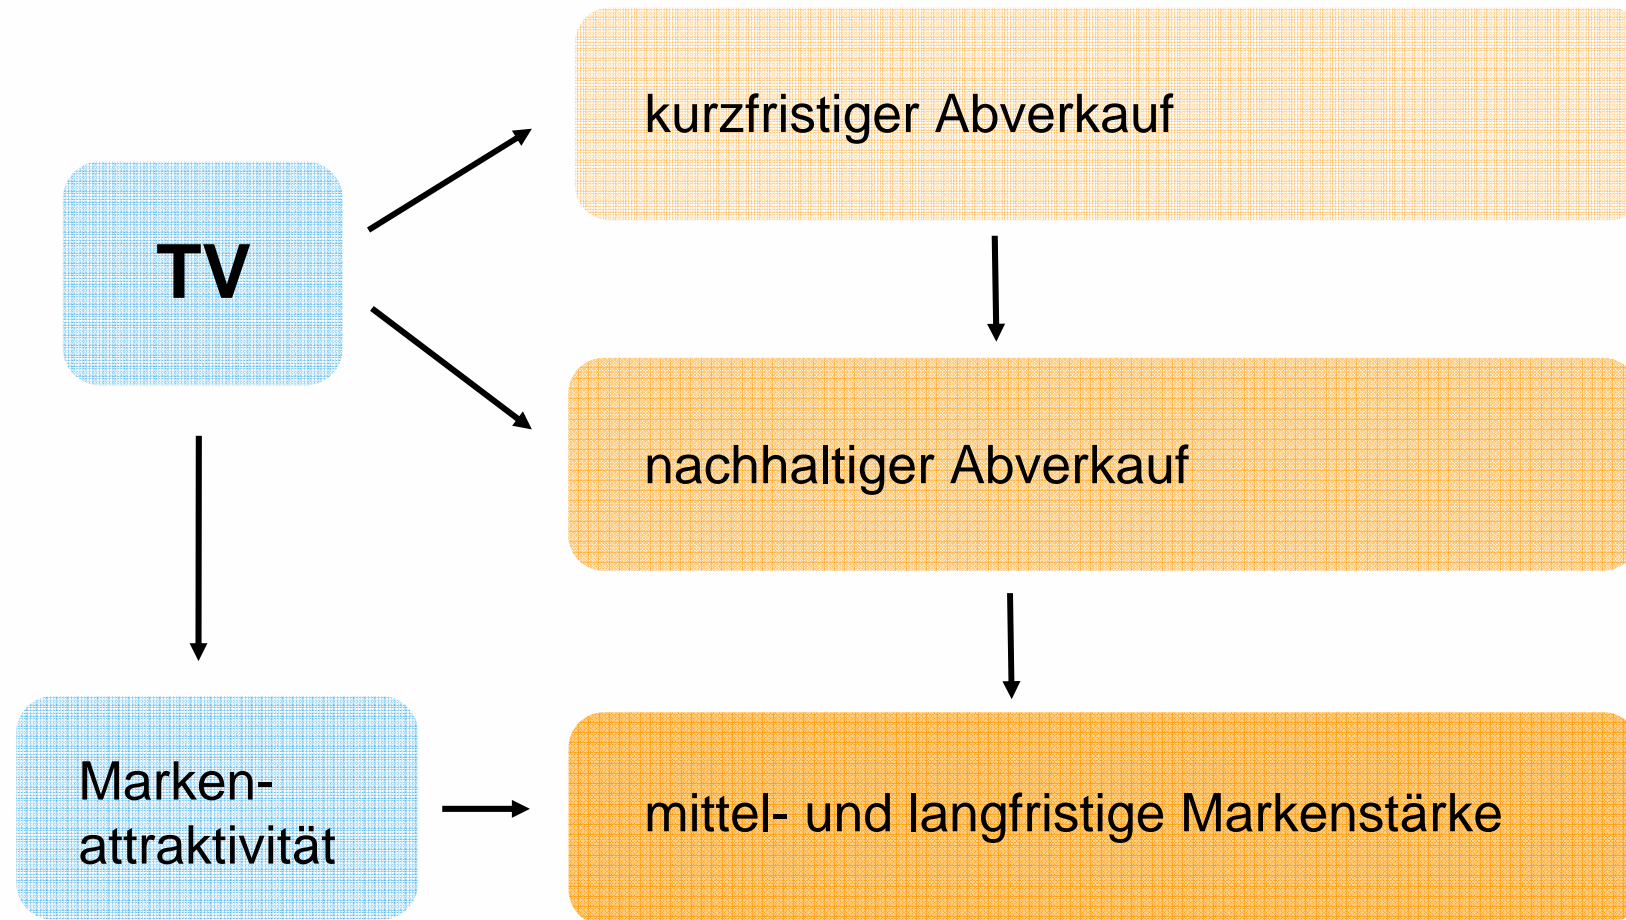 kurzfristiger Abverkauf
TV
nachhaltiger Abverkauf
Marken-
attraktivität
mittel- und langfristige Markenstärke